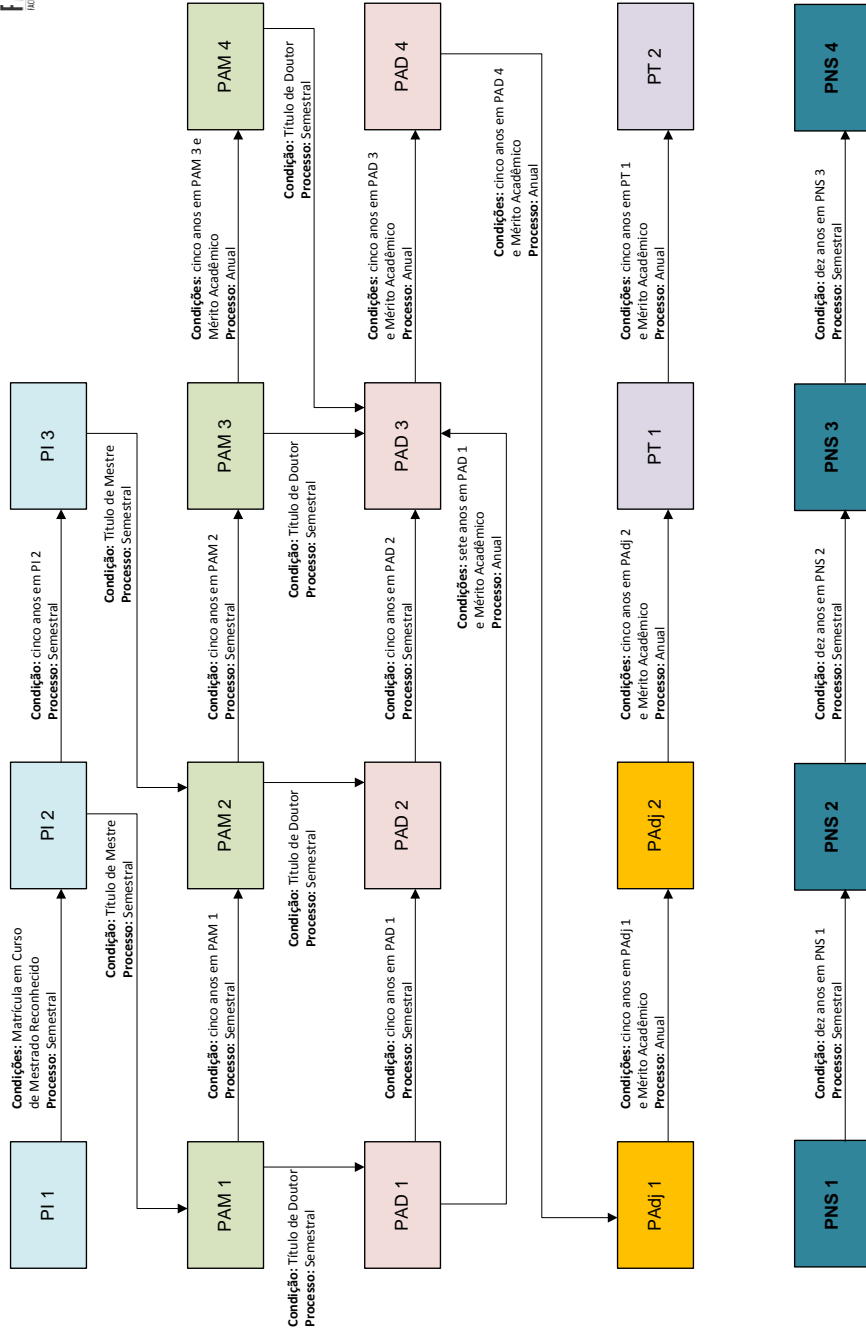 PI 1
Condições: Matrícula em Curso
de Mestrado Reconhecido
Processo: Semestral
PI 2
Condição: cinco anos em PI 2
Processo: Semestral
PI 3
Condição: Título de Mestre
Processo: Semestral
Condição: Título de Mestre
Processo: Semestral
PAM 1
Condição: cinco anos em PAM 1
Processo: Semestral
PAM 2
Condição: cinco anos em PAM 2
Processo: Semestral
PAM 3
Condições: cinco anos em PAM 3 e
Mérito Acadêmico
Processo: Anual
PAM 4
Condição: Título de Doutor
Processo: Semestral
Condição: Título de Doutor
Processo: Semestral
Condição: Título de Doutor
Processo: Semestral
Condição: Título de Doutor
Processo: Semestral
PAD 1
Condição: cinco anos em PAD 1
Processo: Semestral
PAD 2
Condição: cinco anos em PAD 2
Processo: Semestral
PAD 3
Condições: cinco anos em PAD 3
e Mérito Acadêmico
Processo: Anual
PAD 4
Condições: sete anos em PAD 1
e Mérito Acadêmico
Processo: Anual
Condições: cinco anos em PAD 4
e Mérito Acadêmico
Processo: Anual
PAdj 1
Condições: cinco anos em PAdj 1
e Mérito Acadêmico
Processo: Anual
PAdj 2
Condições: cinco anos em PAdj 2
e Mérito Acadêmico
Processo: Anual
PT 1
Condições: cinco anos em PT 1
e Mérito Acadêmico
Processo: Anual
PT 2
PNS 1
Condição: dez anos em PNS 1
Processo: Semestral
PNS 2
Condição: dez anos em PNS 2
Processo: Semestral
PNS 3
Condição: dez anos em PNS 3
Processo: Semestral
PNS 4